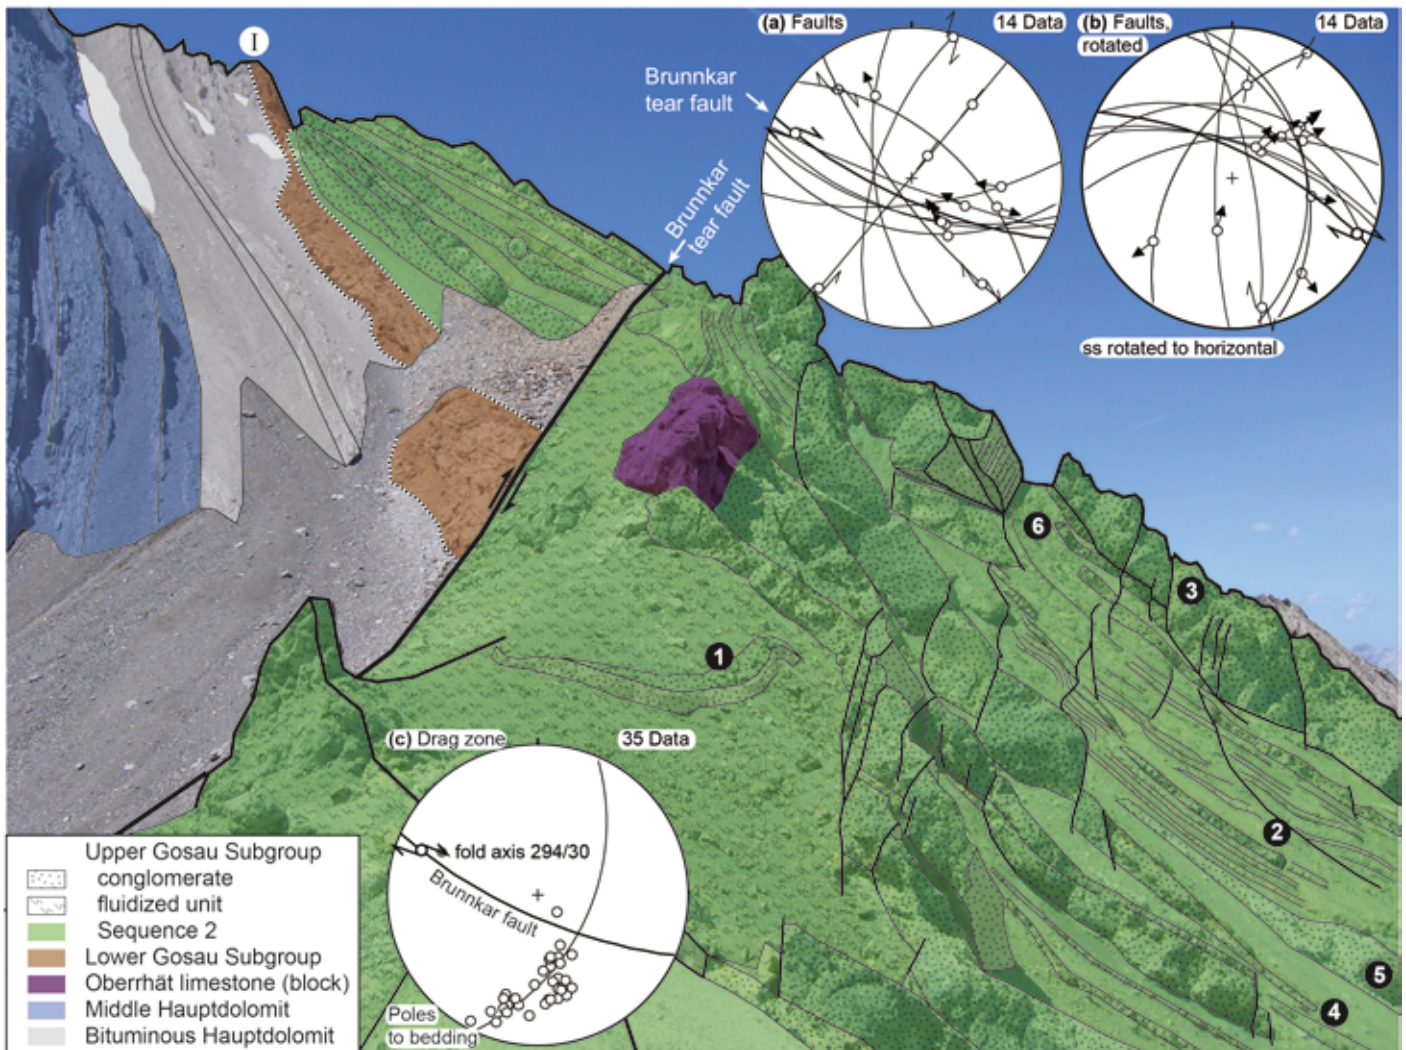 I
(a) Faults
14 Data
(b) Faults,
rotated
14 Data
Brunnkar
tear fault
Brunnkar
tear fault
ss rotated to horizontal
6
3
1
2
5
4
(c) Drag zone
35 Data
fold axis 294/30
Brunnkar fault
Poles
to bedding
Upper Gosau Subgroup
conglomerate
fluidized unit
Sequence 2
Lower Gosau Subgroup
Oberrhät limestone (block)
Middle Hauptdolomit
Bituminous Hauptdolomit